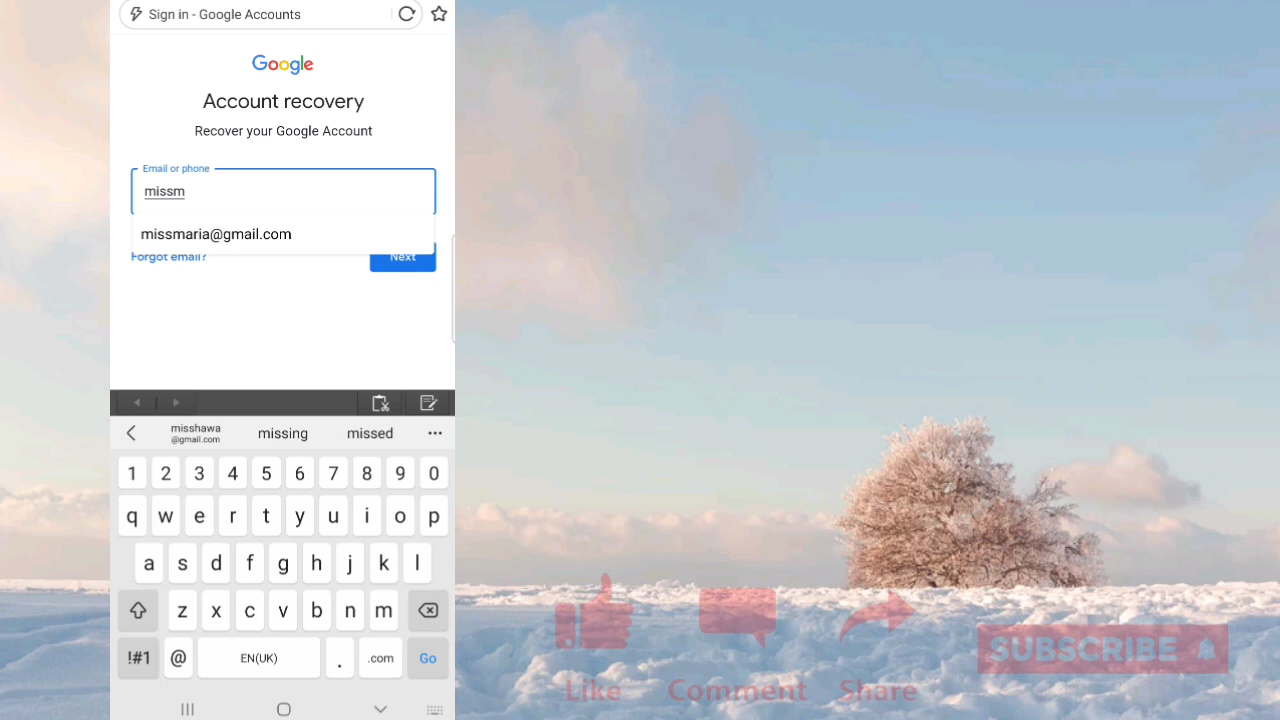 Sign in - Google Accounts
Google
Account recovery
Recover your Google Account
Email or phone
missm
missmaria@gmail.com
Forgot email?
Next
misshawa
@gmail.com
missing
missed
1 2 3 4 5 6 7 8 9 0
q w e r t y u i o p
a s d f g h j k l
z x c v b n m
!#1 @ EN(UK) . .com Go
SUBSCRIBE
Like Comment Share